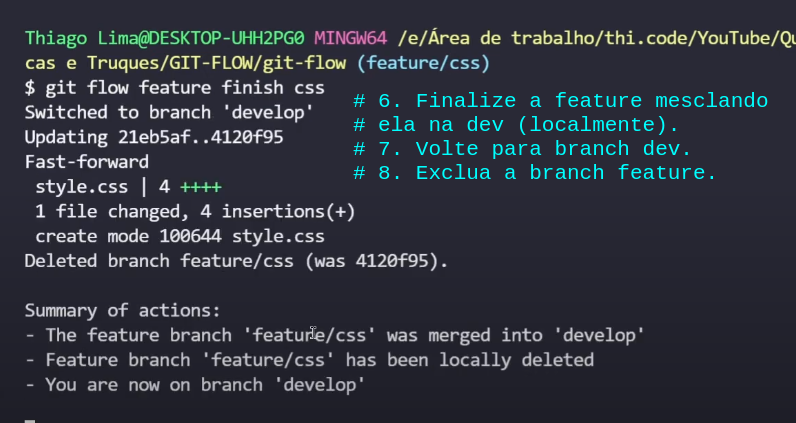 Thiago Lima@DESKTOP-UHH2PG0 MINGW64 /e/Área de trabalho/thi.code/YouTube/Qu
cas e Truques/GIT-FLOW/git-flow (feature/css)
$ git flow feature finish css
Switched to branch 'develop'
Updating 21eb5af..4120f95
Fast-forward
style.css | 4 ++++
1 file changed, 4 insertions(+)
create mode 100644 style.css
Deleted branch feature/css (was 4120f95).
# 6. Finalize a feature mesclando
# ela na dev (localmente).
# 7. Volte para branch dev.
# 8. Exclua a branch feature.
Summary of actions:
- The feature branch 'feature/css' was merged into 'develop'
- Feature branch 'feature/css' has been locally deleted
- You are now on branch 'develop'